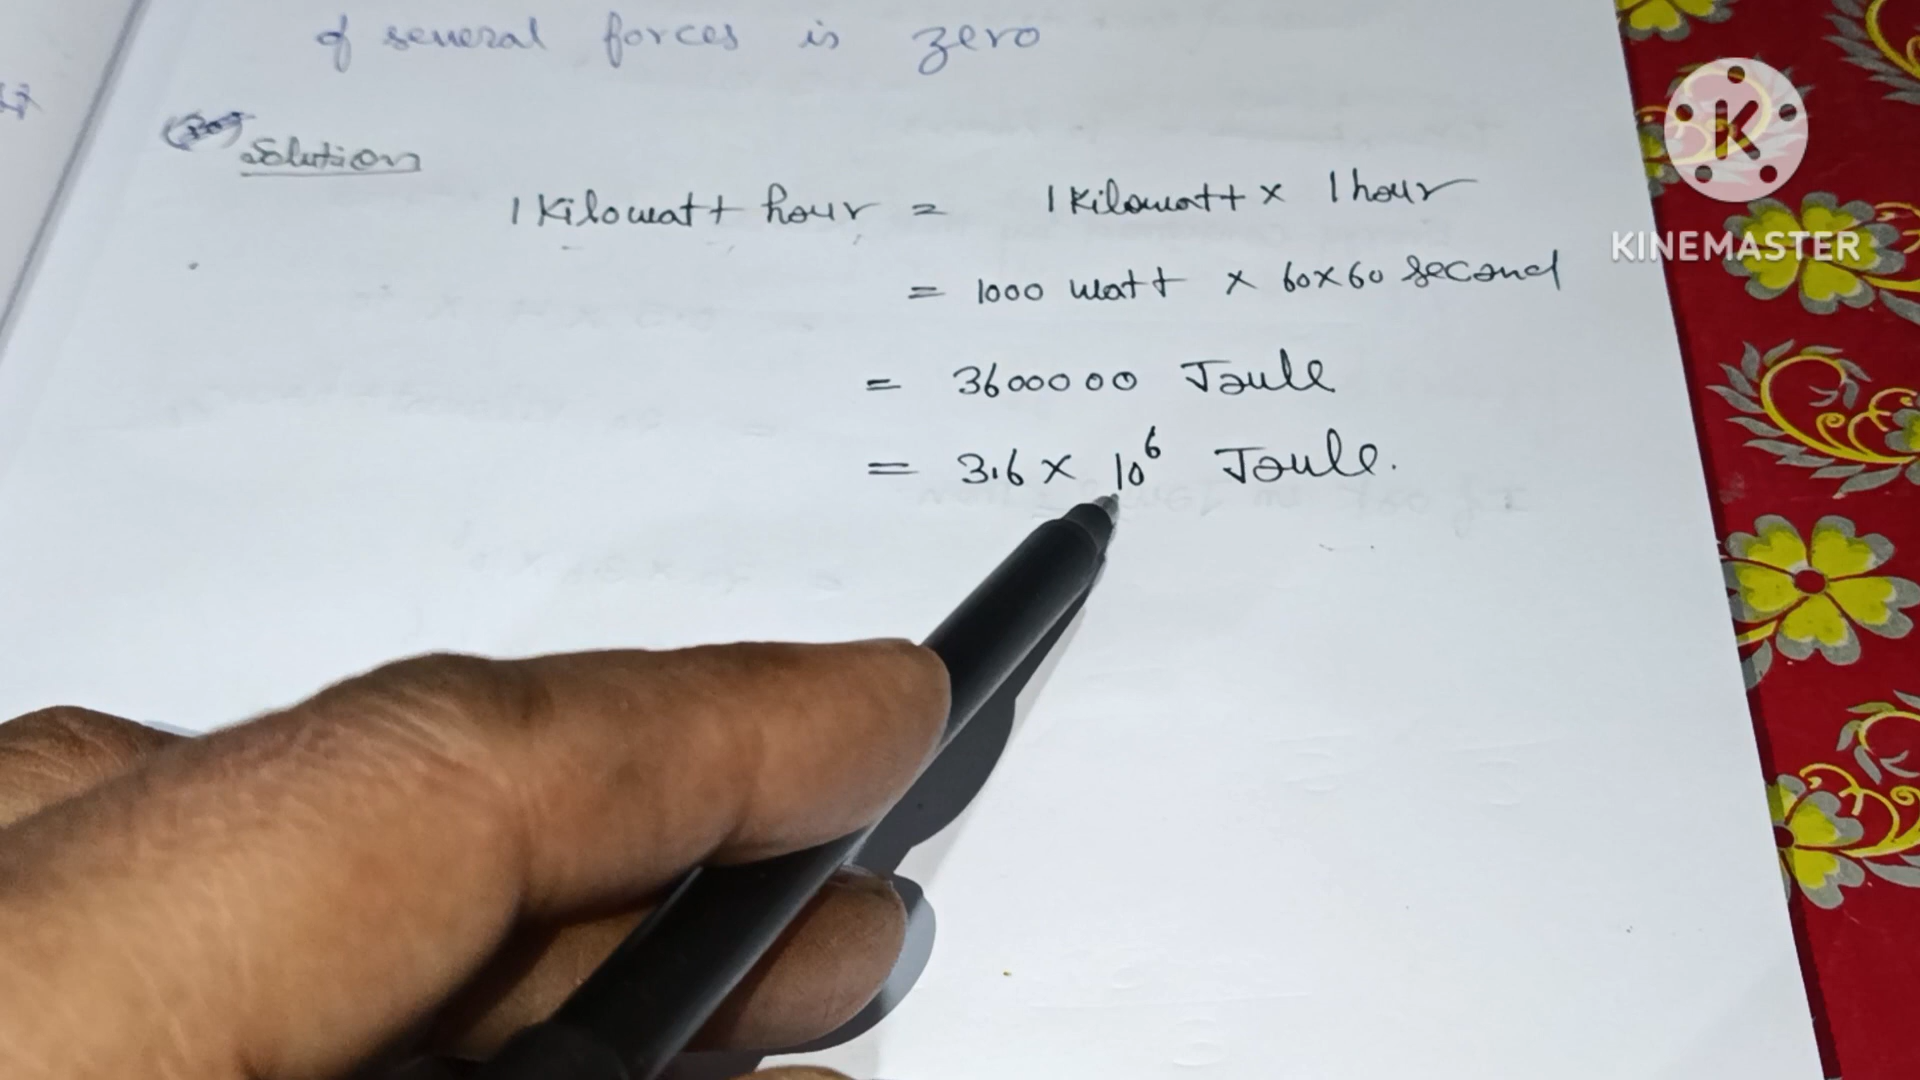 of several forces is zero
Solution
1 Kilowatt hour = 1 Kilowatt × 1 hour
= 1000 watt × 60×60 second
= 3600000 Joule
= 3.6 × 10⁶ Joule.
KINEMASTER